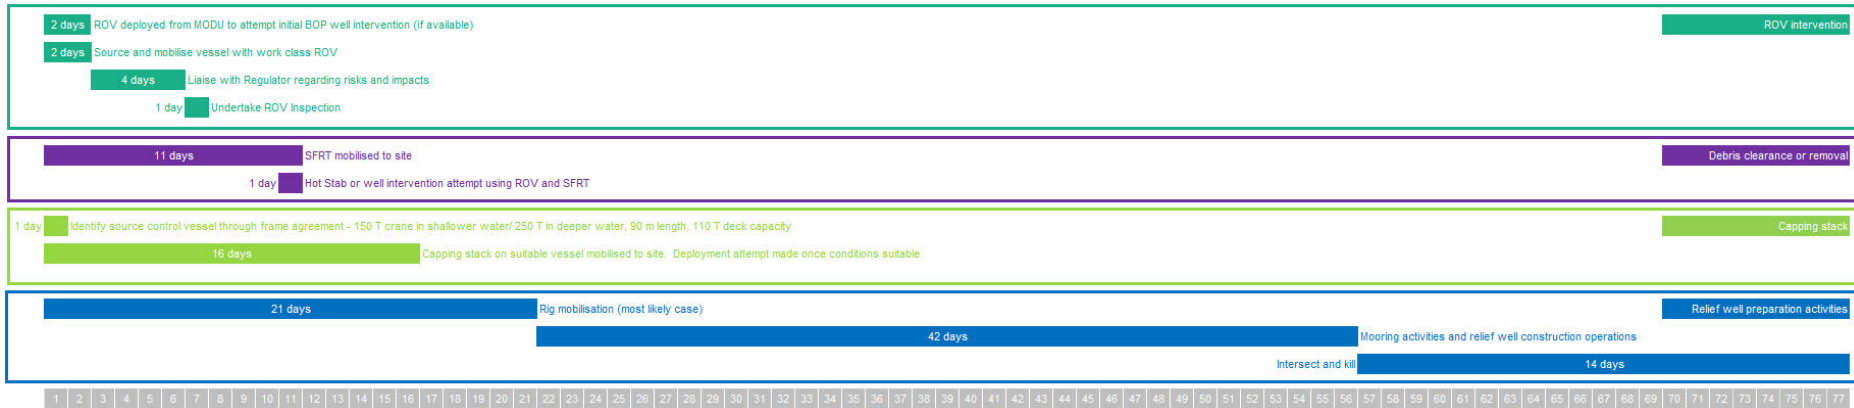 2 days ROV deployed from MODU to attempt initial BOP well intervention (if available) ROV intervention
2 days Source and mobilise vessel with work class ROV
4 days Liaise with Regulator regarding risks and impacts
1 day Undertake ROV Inspection
11 days SFRT mobilised to site Debris clearance or removal
1 day Hot Stab or well intervention attempt using ROV and SFRT
1 day Identify source control vessel through frame agreement - 150 T crane in shallower water/ 250 T in deeper water, 90 m length, 110 T deck capacity Capping stack
16 days Capping stack on suitable vessel mobilised to site. Deployment attempt made once conditions suitable
21 days Rig mobilisation (most likely case) Relief well preparation activities
42 days Mooring activities and relief well construction operations
Intersect and kill 14 days
1 2 3 4 5 6 7 8 9 10 11 12 13 14 15 16 17 18 19 20 21 22 23 24 25 26 27 28 29 30 31 32 33 34 35 36 37 38 39 40 41 42 43 44 45 46 47 48 49 50 51 52 53 54 55 56 57 58 59 60 61 62 63 64 65 66 67 68 69 70 71 72 73 74 75 76 77